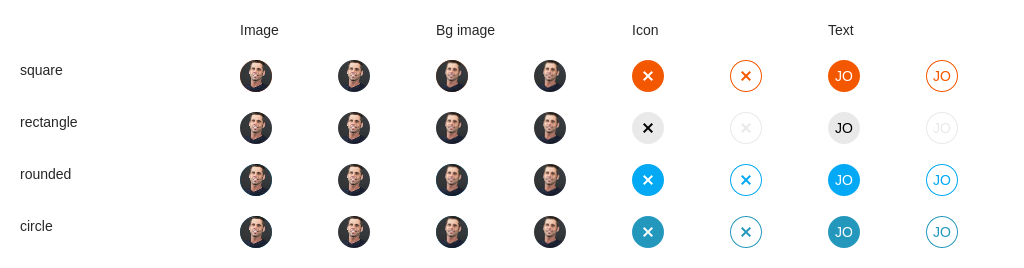 Image Bg image Icon Text
square JO JO
rectangle JO JO
rounded JO JO
circle JO JO